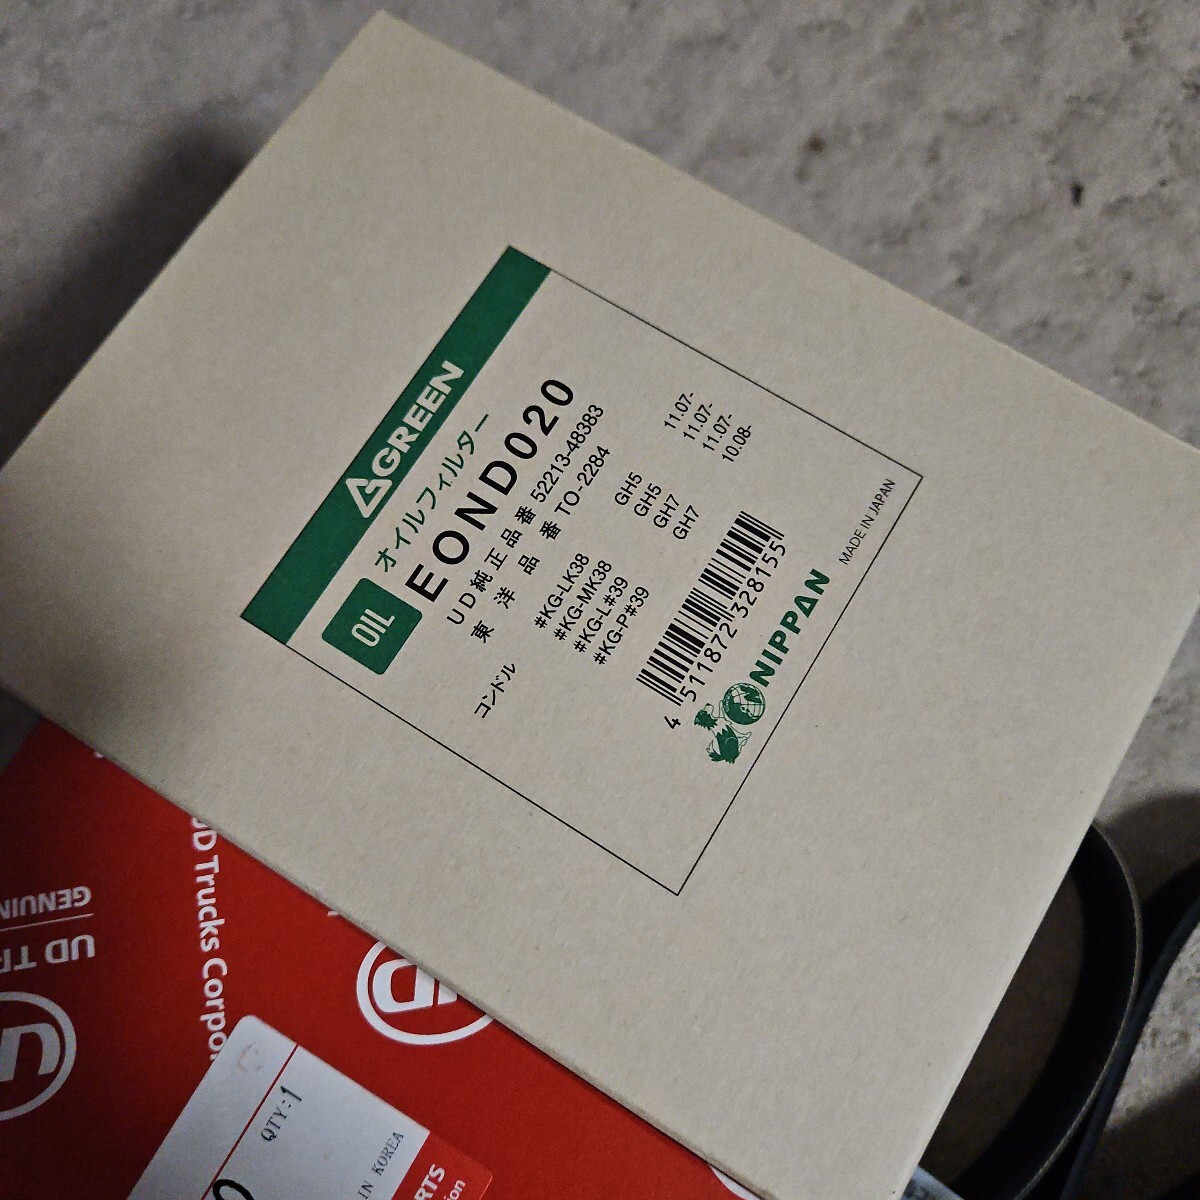 GREEN
OIL
オイルフィルター
EOND020
UD純正品番 52213-48383
東洋品番 TO-2284
コンドル #KG-LK38 GH5 11.07-
#KG-MK38 GH5 11.07-
#KG-L#39 GH7 11.07-
#KG-P#39 GH7 10.08-
4 511872 328155
NIPPAN
MADE IN JAPAN
UD Trucks
GENUIN
UD TR
QTY:1
IN KOREA